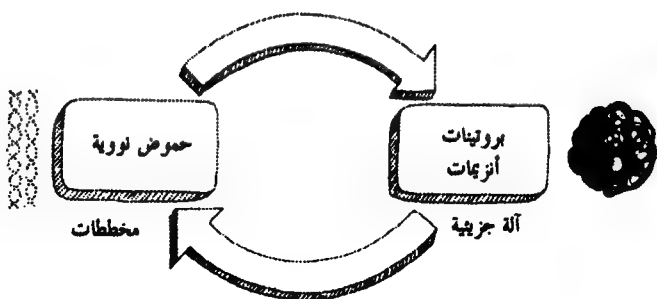 حموض نووية
بروتينات
أنزيمات
مخططات
آلة جزيئية